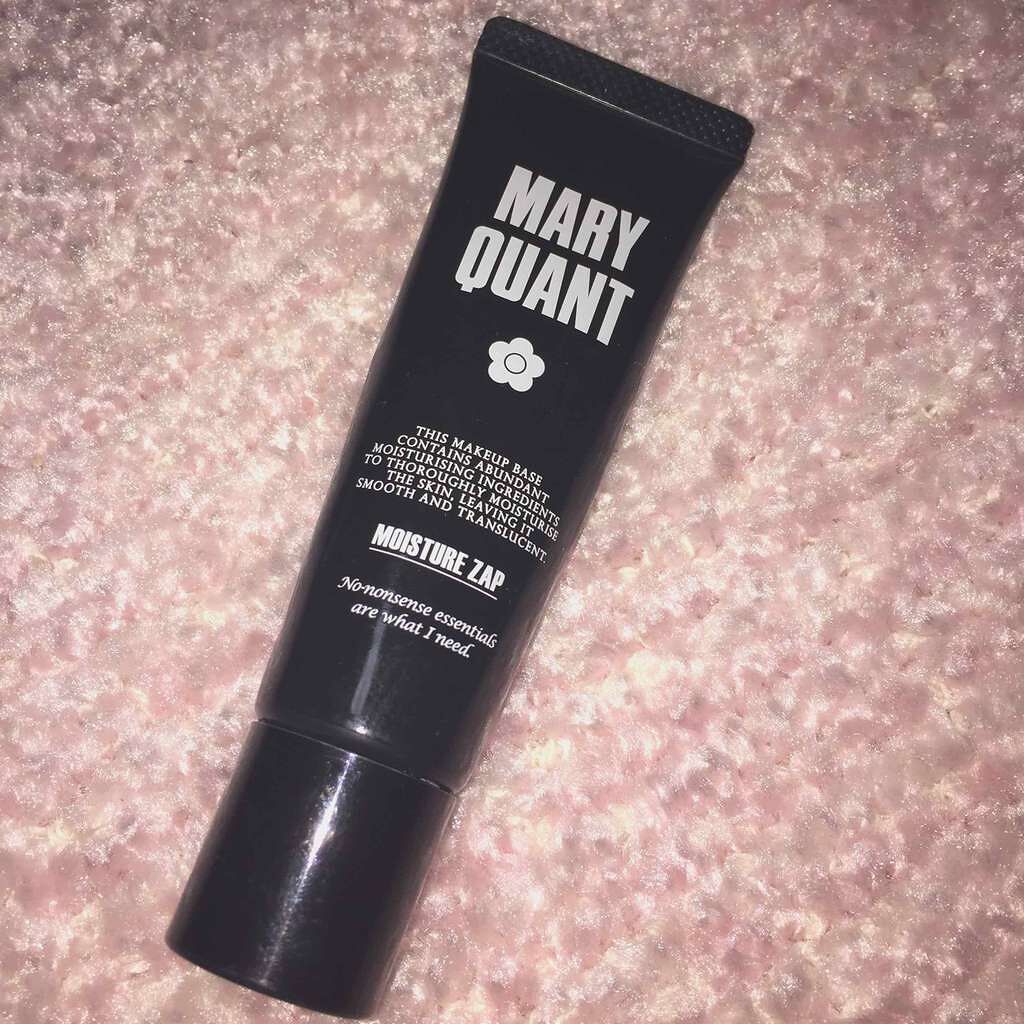 MARY
QUANT
THIS MAKEUP BASE
CONTAINS ABUNDANT
MOISTURISING INGREDIENTS
TO THOROUGHLY MOISTURISE
THE SKIN, LEAVING IT
SMOOTH AND TRANSLUCENT.
MOISTURE ZAP
No-nonsense essentials
are what I need.